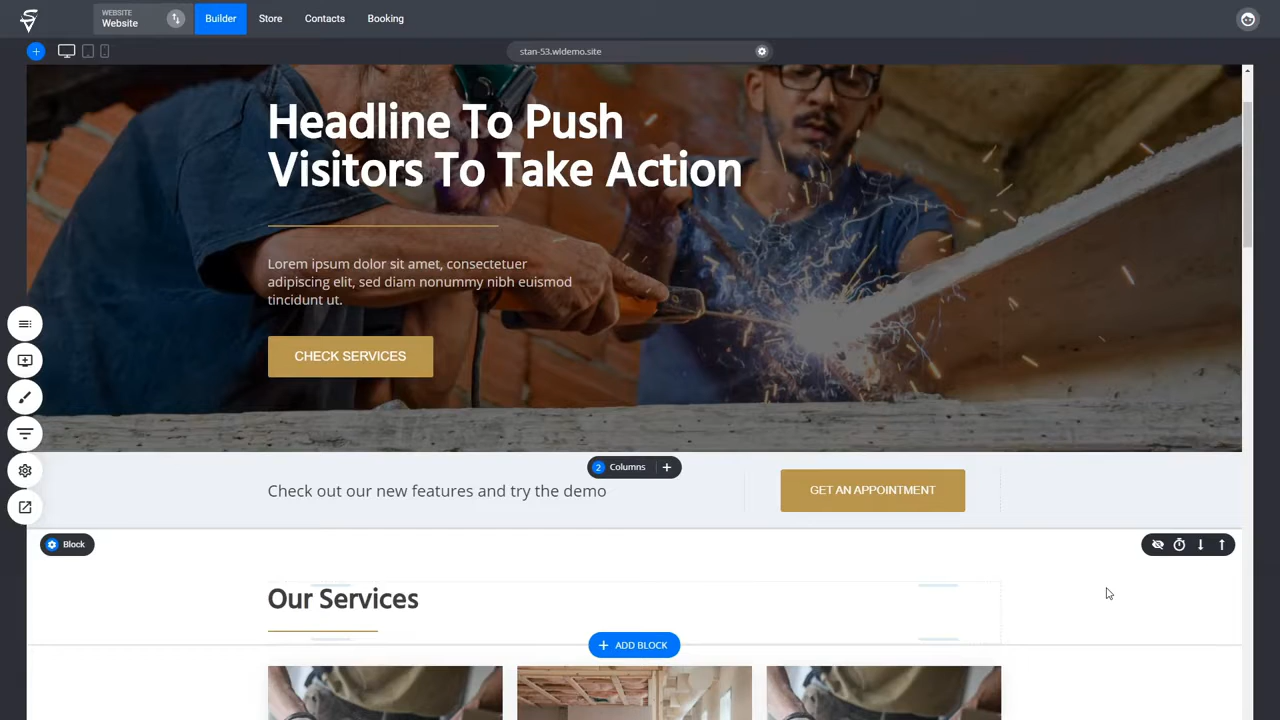 WEBSITE
Website
Builder
Store
Contacts
Booking
stan-53.wldemo.site
Headline To Push
Visitors To Take Action
Lorem ipsum dolor sit amet, consectetuer
adipiscing elit, sed diam nonummy nibh euismod
tincidunt ut.
CHECK SERVICES
2 Columns
Check out our new features and try the demo
GET AN APPOINTMENT
Block
Our Services
ADD BLOCK